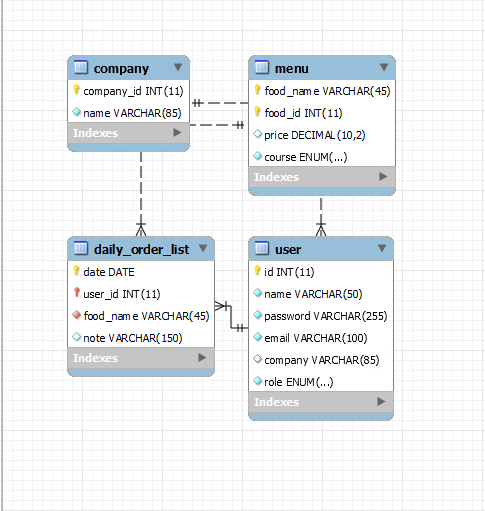 company
company_id INT(11)
name VARCHAR(85)
Indexes
menu
food_name VARCHAR(45)
food_id INT(11)
price DECIMAL(10,2)
course ENUM(...)
Indexes
daily_order_list
date DATE
user_id INT(11)
food_name VARCHAR(45)
note VARCHAR(150)
Indexes
user
id INT(11)
name VARCHAR(50)
password VARCHAR(255)
email VARCHAR(100)
company VARCHAR(85)
role ENUM(...)
Indexes